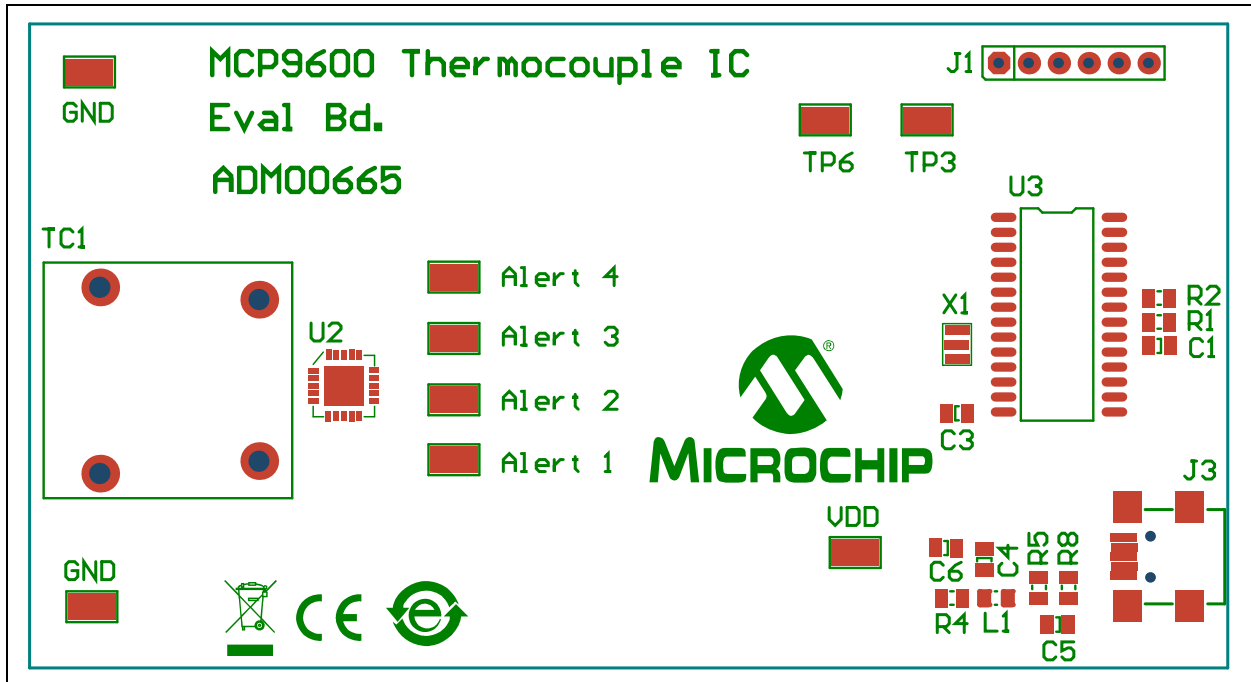 MCP9600 Thermocouple IC
J1
GND
Eval Bd.
TP6
TP3
ADM00665
U3
TC1
Alert 4
R2
X1
R1
U2
Alert 3
®
C1
Alert 2
C3
Alert 1
MICROCHIP
J3
VDD
GND
C6
C4
R5
R8
CE
e
R4
L1
C5